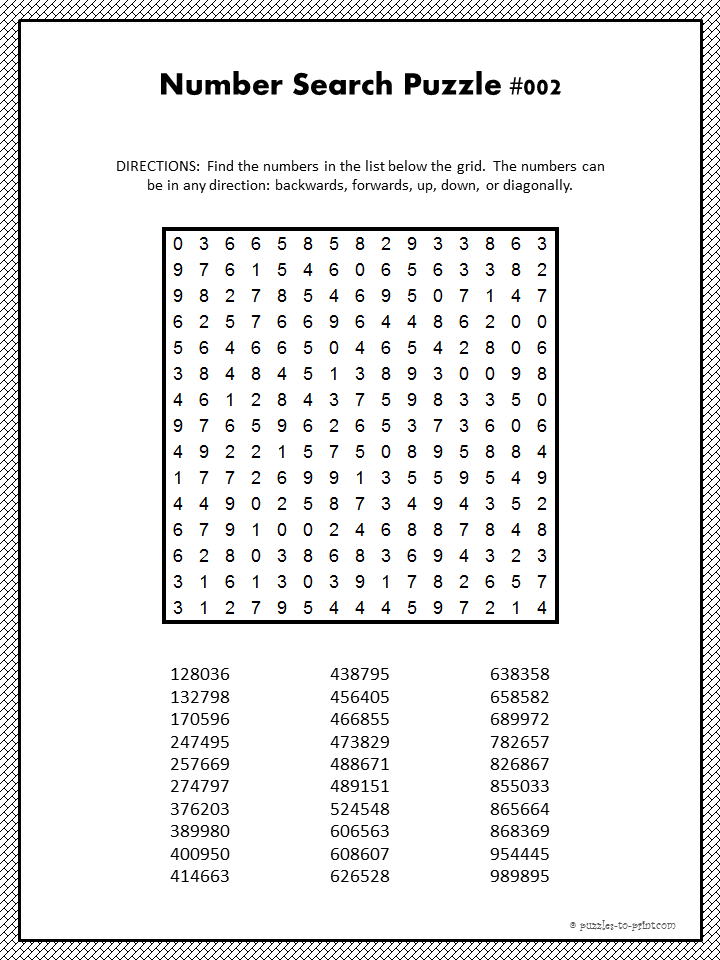 Number Search Puzzle #002
DIRECTIONS: Find the numbers in the list below the grid. The numbers can
be in any direction: backwards, forwards, up, down, or diagonally.
0 3 6 6 5 8 5 8 2 9 3 3 8 6 3
9 7 6 1 5 4 6 0 6 5 6 3 3 8 2
9 8 2 7 8 5 4 6 9 5 0 7 1 4 7
6 2 5 7 6 6 9 6 4 4 8 6 2 0 0
5 6 4 6 6 5 0 4 6 5 4 2 8 0 6
3 8 4 8 4 5 1 3 8 9 3 0 0 9 8
4 6 1 2 8 4 3 7 5 9 8 3 3 5 0
9 7 6 5 9 6 2 6 5 3 7 3 6 0 6
4 9 2 2 1 5 7 5 0 8 9 5 8 8 4
1 7 7 2 6 9 9 1 3 5 5 9 5 4 9
4 4 9 0 2 5 8 7 3 4 9 4 3 5 2
6 7 9 1 0 0 2 4 6 8 8 7 8 4 8
6 2 8 0 3 8 6 8 3 6 9 4 3 2 3
3 1 6 1 3 0 3 9 1 7 8 2 6 5 7
3 1 2 7 9 5 4 4 4 5 9 7 2 1 4
128036 438795 638358
132798 456405 658582
170596 466855 689972
247495 473829 782657
257669 488671 826867
274797 489151 855033
376203 524548 865664
389980 606563 868369
400950 608607 954445
414663 626528 989895
© puzzles-to-print.com